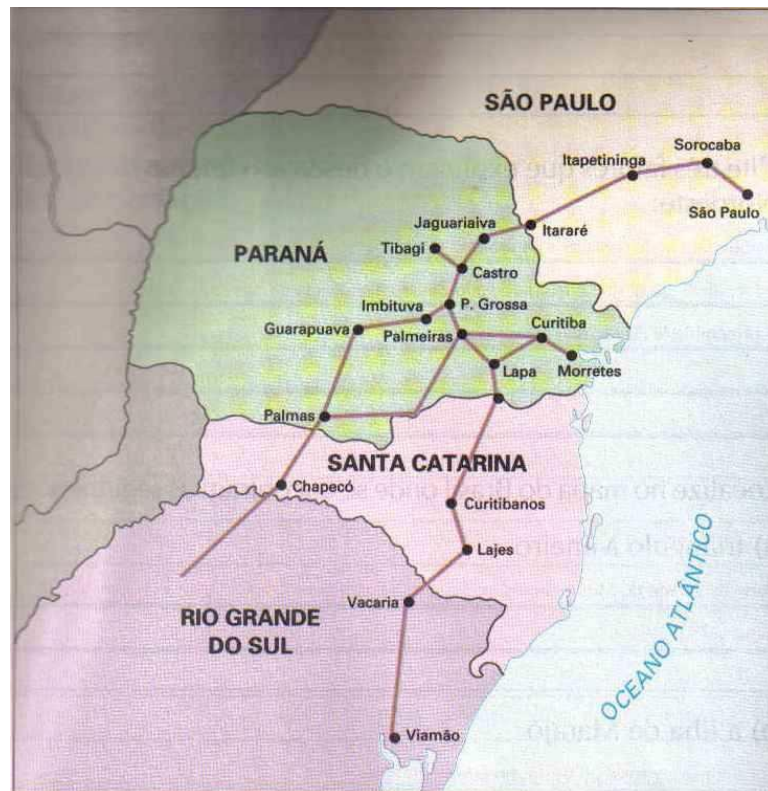 SÃO PAULO
Sorocaba
Itapetininga
São Paulo
Jaguariaiva
Itararé
Tibagi
PARANÁ
Castro
Imbituva
P. Grossa
Guarapuava
Curitiba
Palmeiras
Lapa
Morretes
Palmas
SANTA CATARINA
Chapecó
Curitibanos
Lajes
Vacaria
RIO GRANDE
DO SUL
OCEANO ATLÂNTICO
Viamão